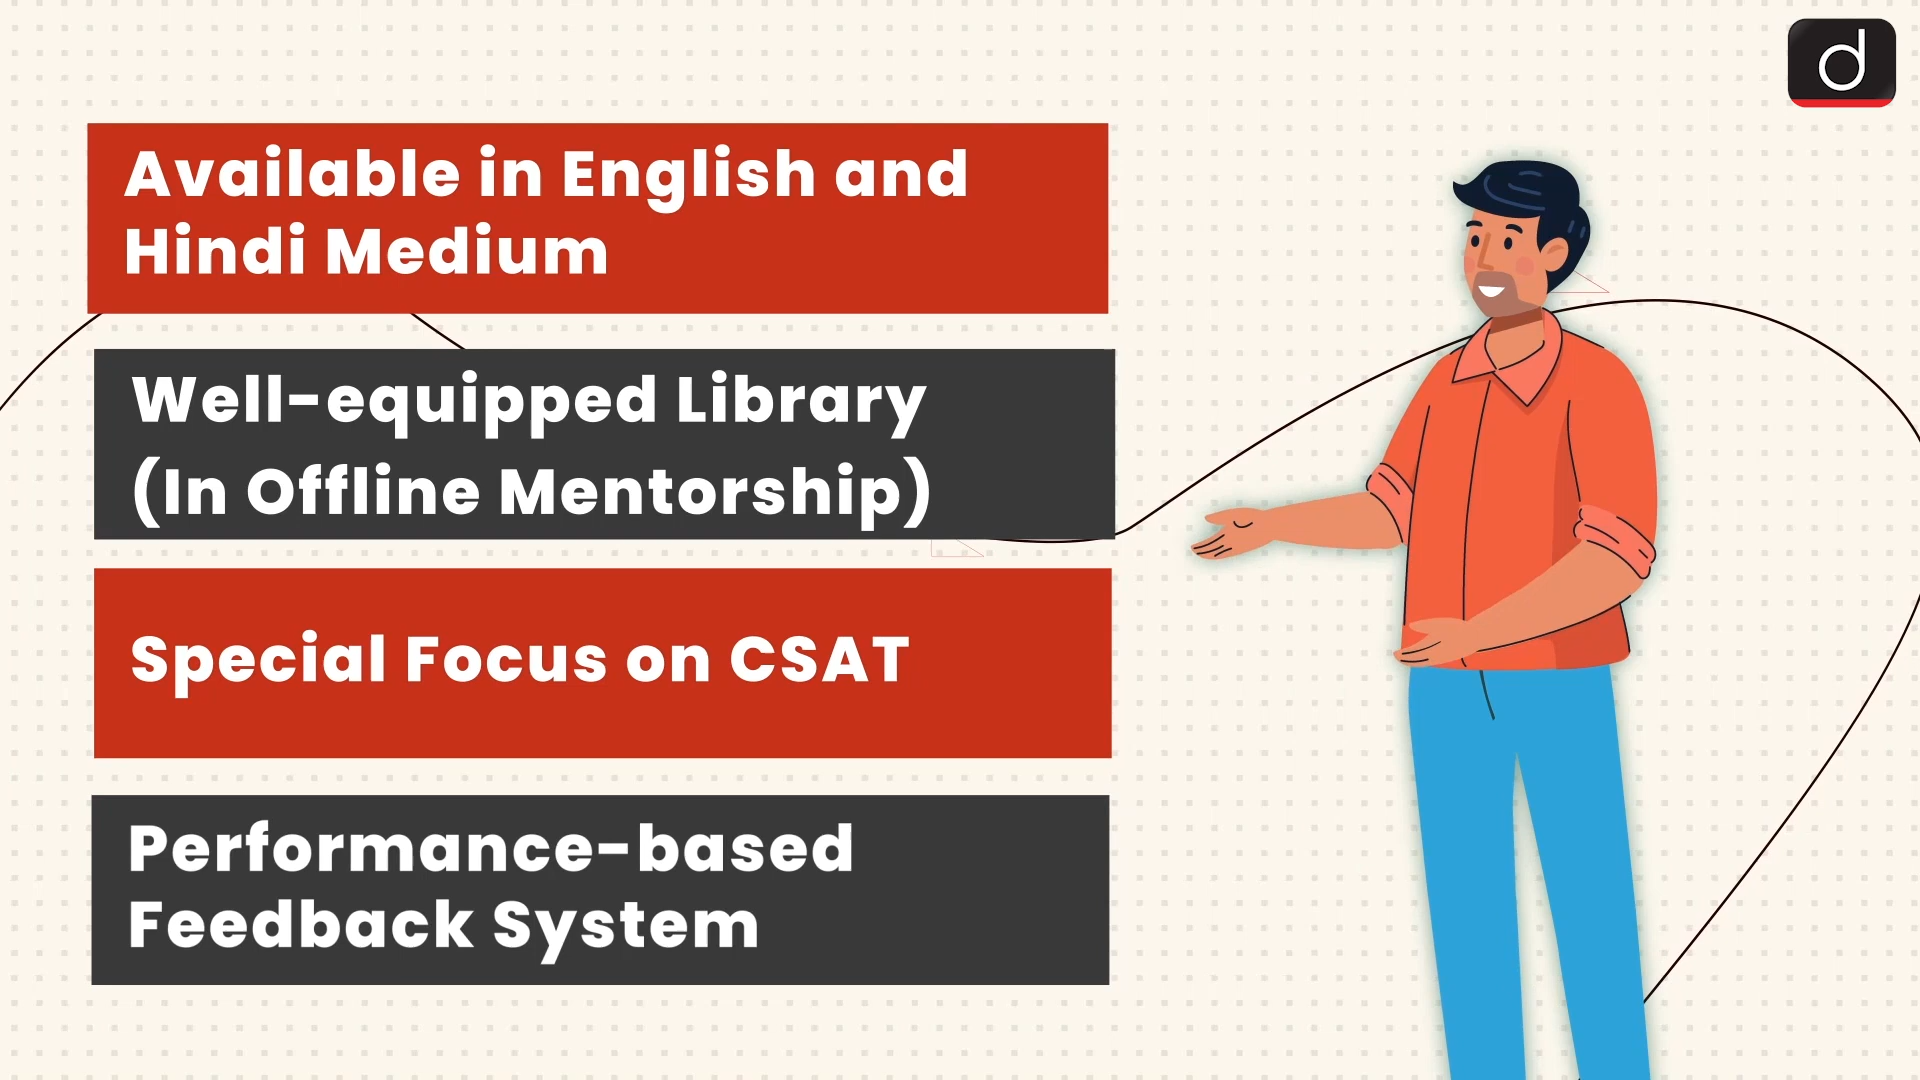 d
Available in English and
Hindi Medium
Well-equipped Library
(In Offline Mentorship)
Special Focus on CSAT
Performance-based
Feedback System